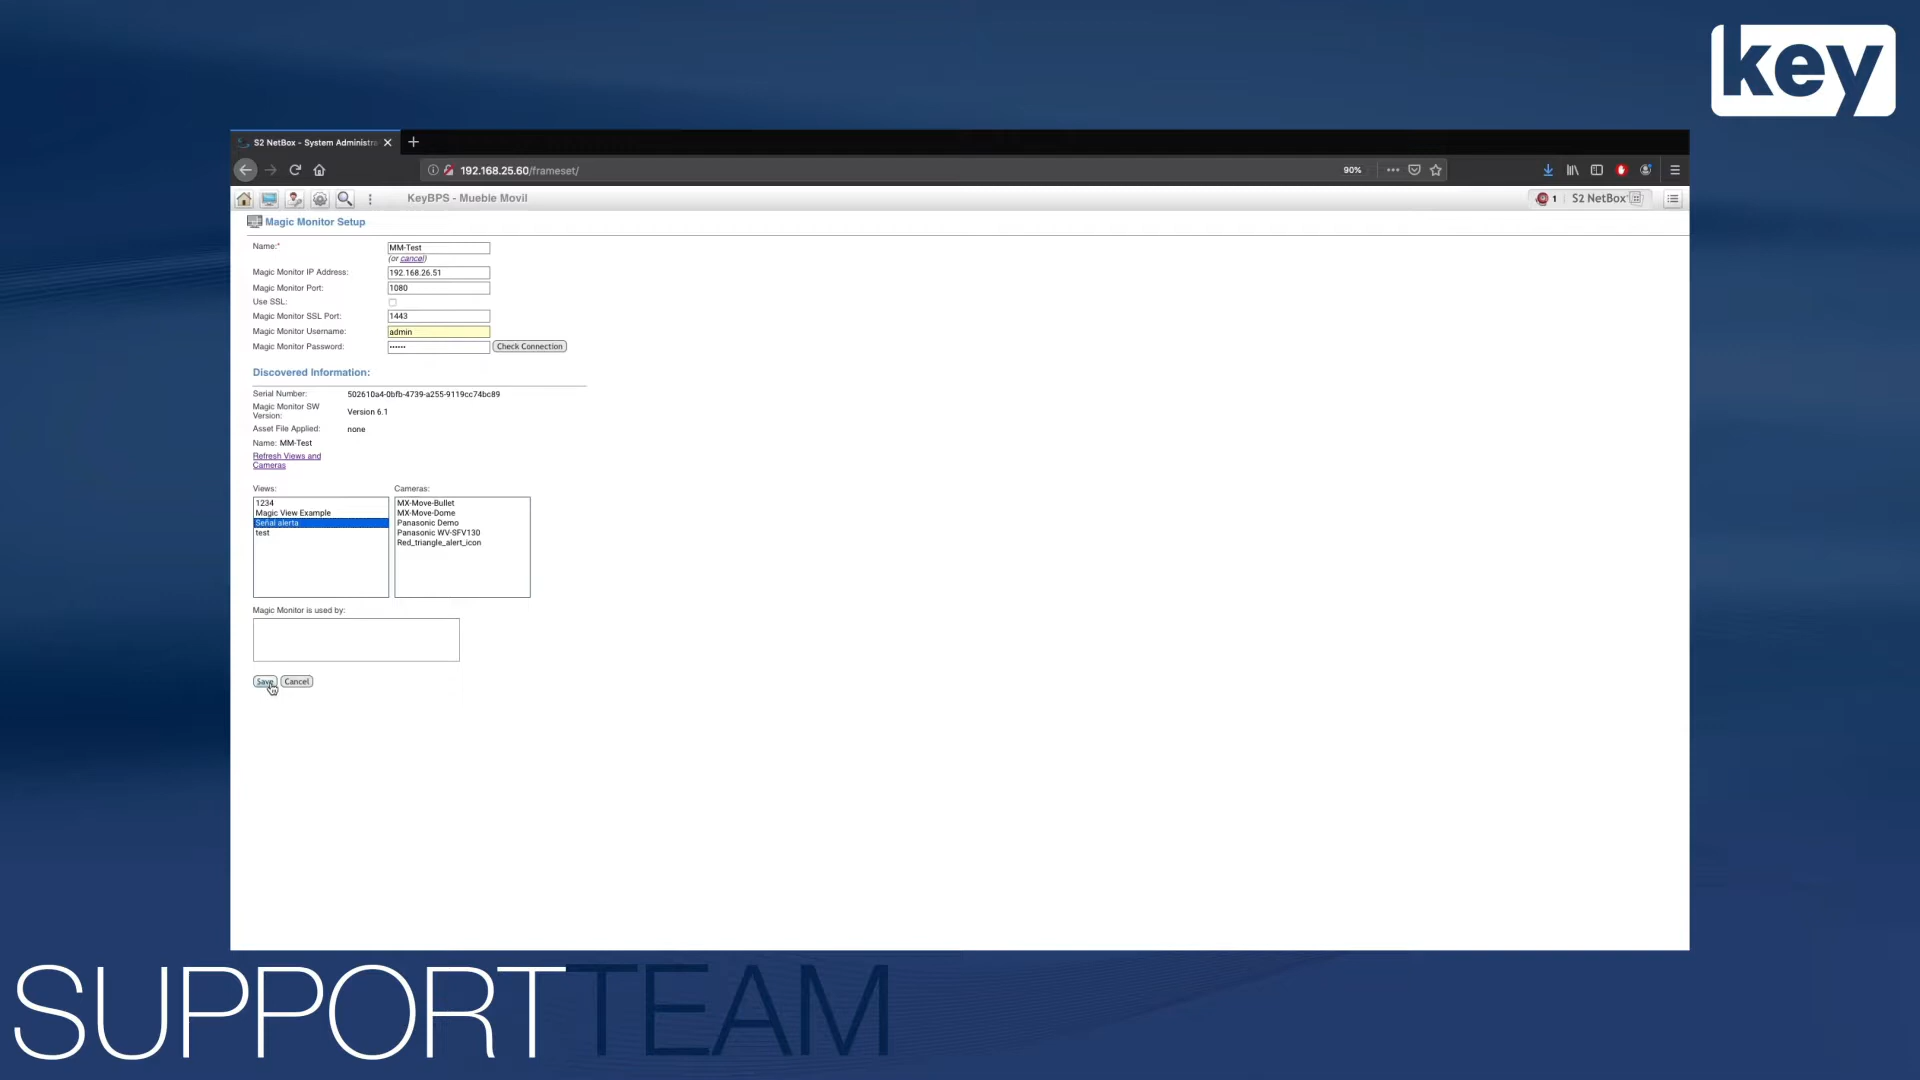 key
S2 NetBox - System Administra
192.168.25.60/frameset/
90%
KeyBPS - Mueble Movil
1
S2 NetBox
Magic Monitor Setup
Name:*
MM-Test
(or cancel)
Magic Monitor IP Address:
192.168.26.51
Magic Monitor Port:
1080
Use SSL:
Magic Monitor SSL Port:
1443
Magic Monitor Username:
admin
Magic Monitor Password:
······
Check Connection
Discovered Information:
Serial Number:
502610a4-0bfb-4739-a255-9119cc74bc89
Magic Monitor SW
Version:
Version 6.1
Asset File Applied:
none
Name: MM-Test
Refresh Views and
Cameras
Views:
1234
Magic View Example
Señal alerta
test
Cameras:
MX-Move-Bullet
MX-Move-Dome
Panasonic Demo
Panasonic WV-SFV130
Red_triangle_alert_icon
Magic Monitor is used by:
Save
Cancel
SUPPORTTEAM